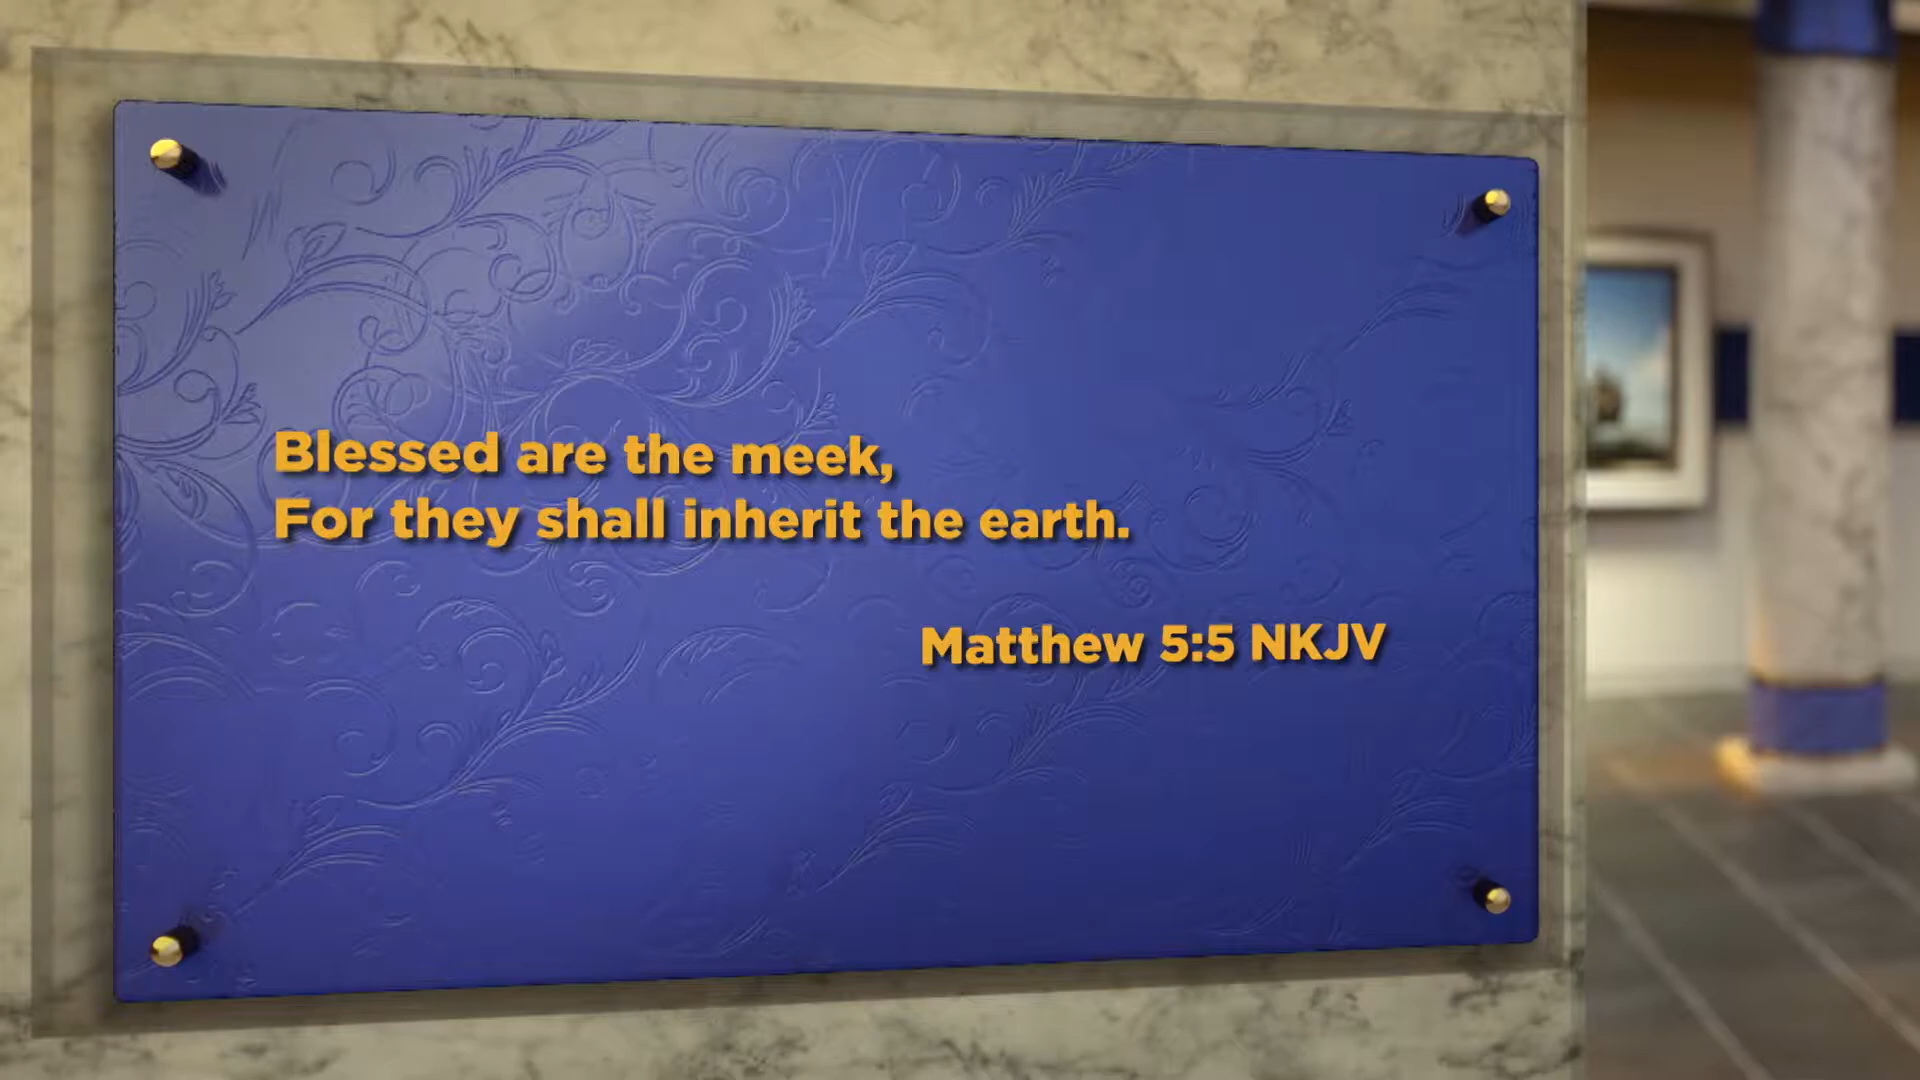 Blessed are the meek,
For they shall inherit the earth.
Matthew 5:5 NKJV